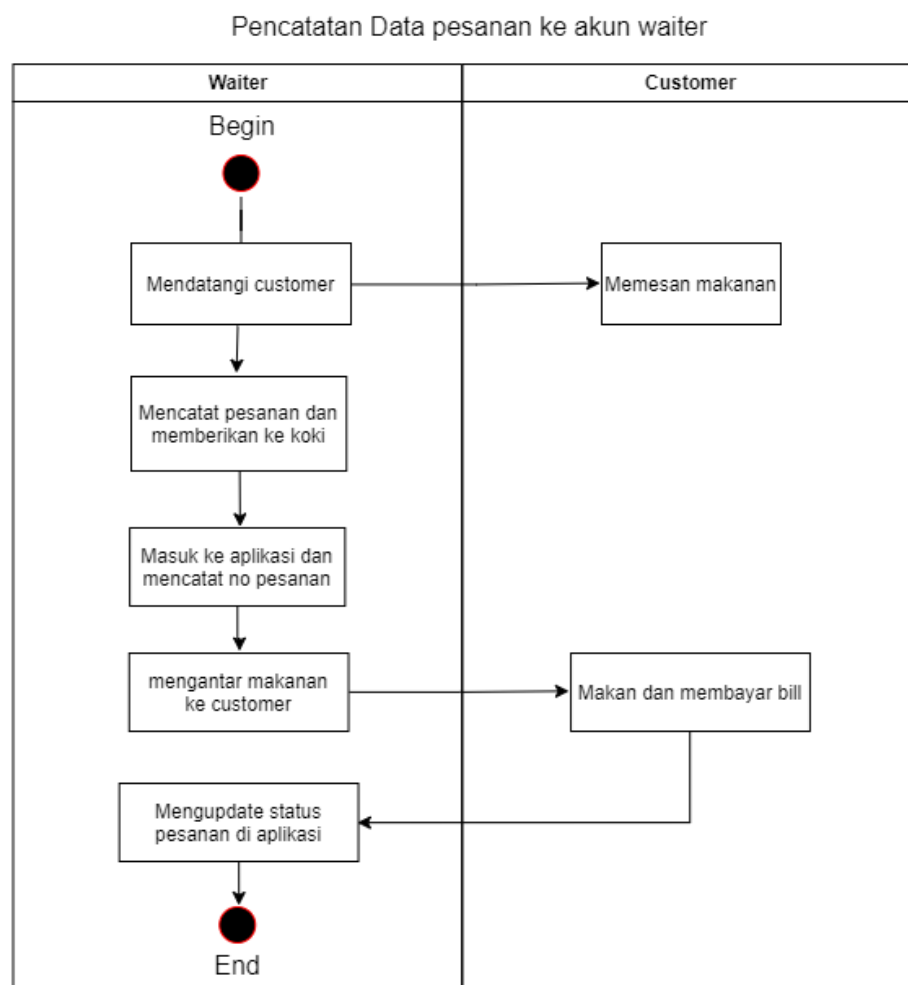 Pencatatan Data pesanan ke akun waiter
Waiter
Customer
Begin
Mendatangi customer
Memesan makanan
Mencatat pesanan dan
memberikan ke koki
Masuk ke aplikasi dan
mencatat no pesanan
mengantar makanan
ke customer
Makan dan membayar bill
Mengupdate status
pesanan di aplikasi
End